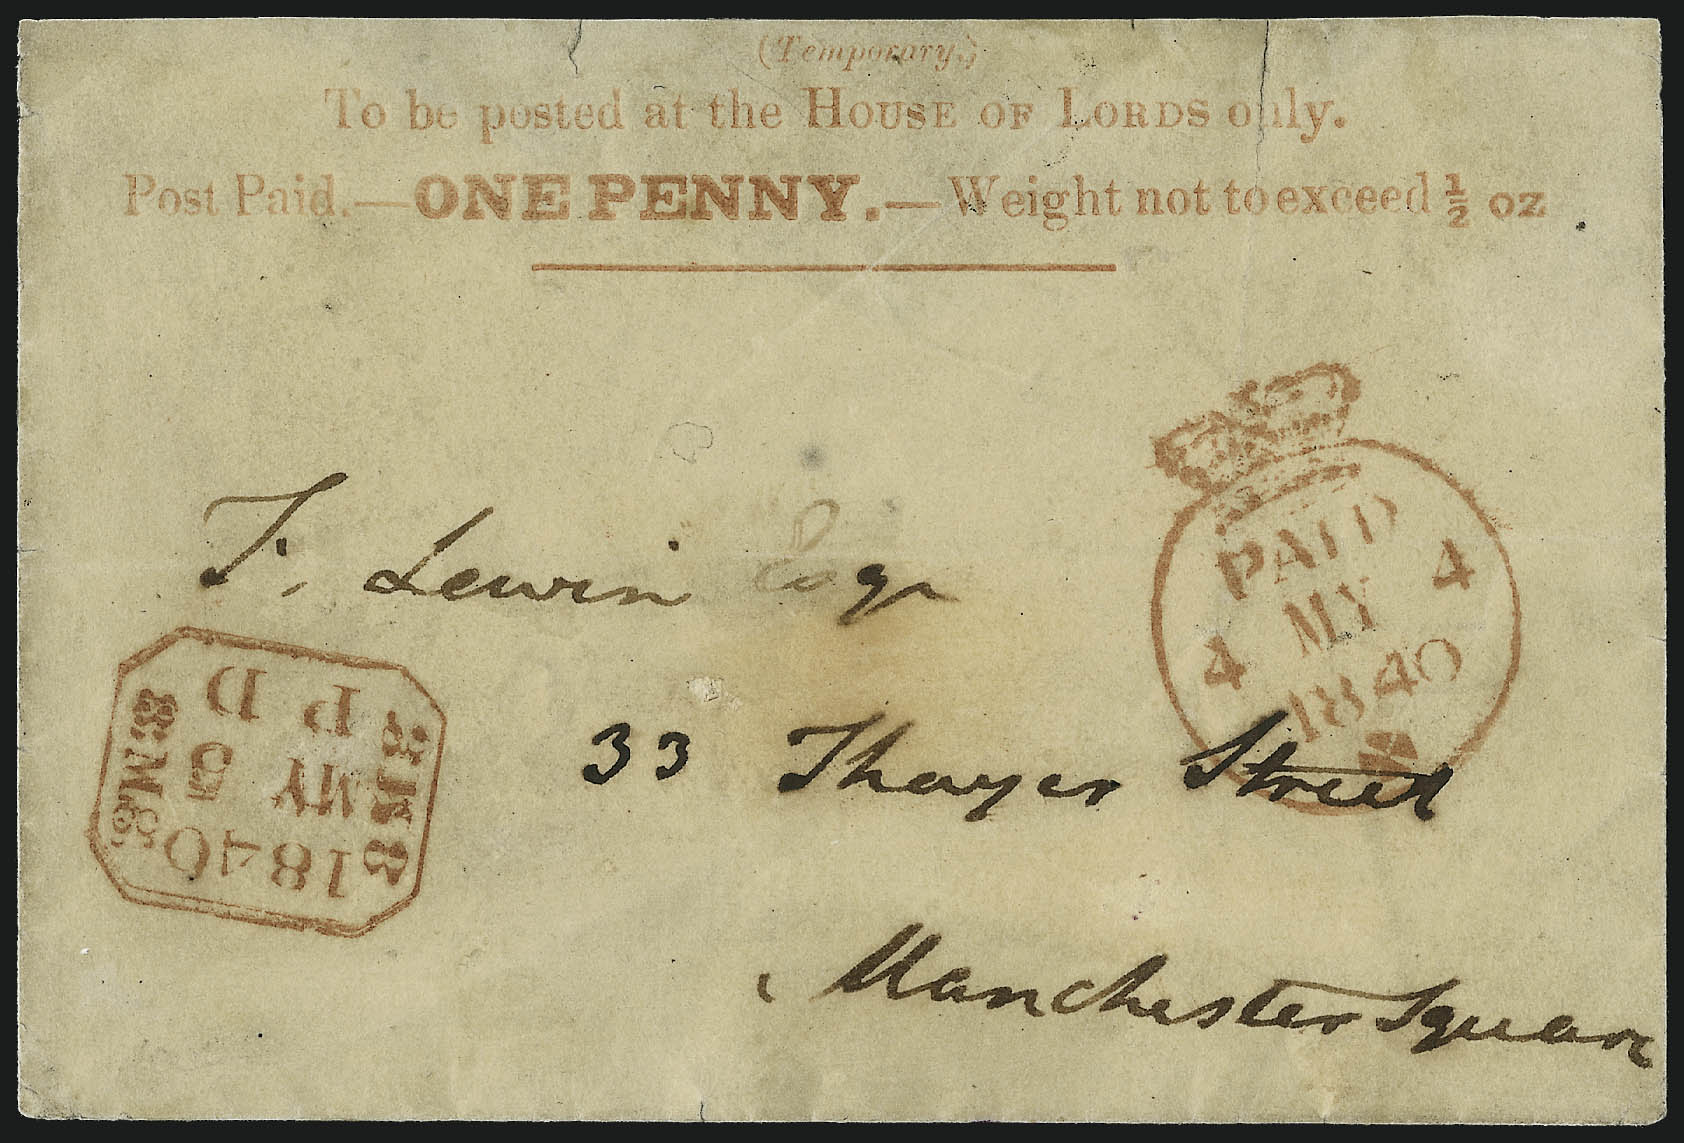 (Temporary.)
To be posted at the HOUSE OF LORDS only.
Post Paid.—ONE PENNY.—Weight not to exceed ½ oz
PAID
4 MY 4
1840
T. Lewin Esqr
P D
MY 5
1840
33 Thayer Street
Manchester Square